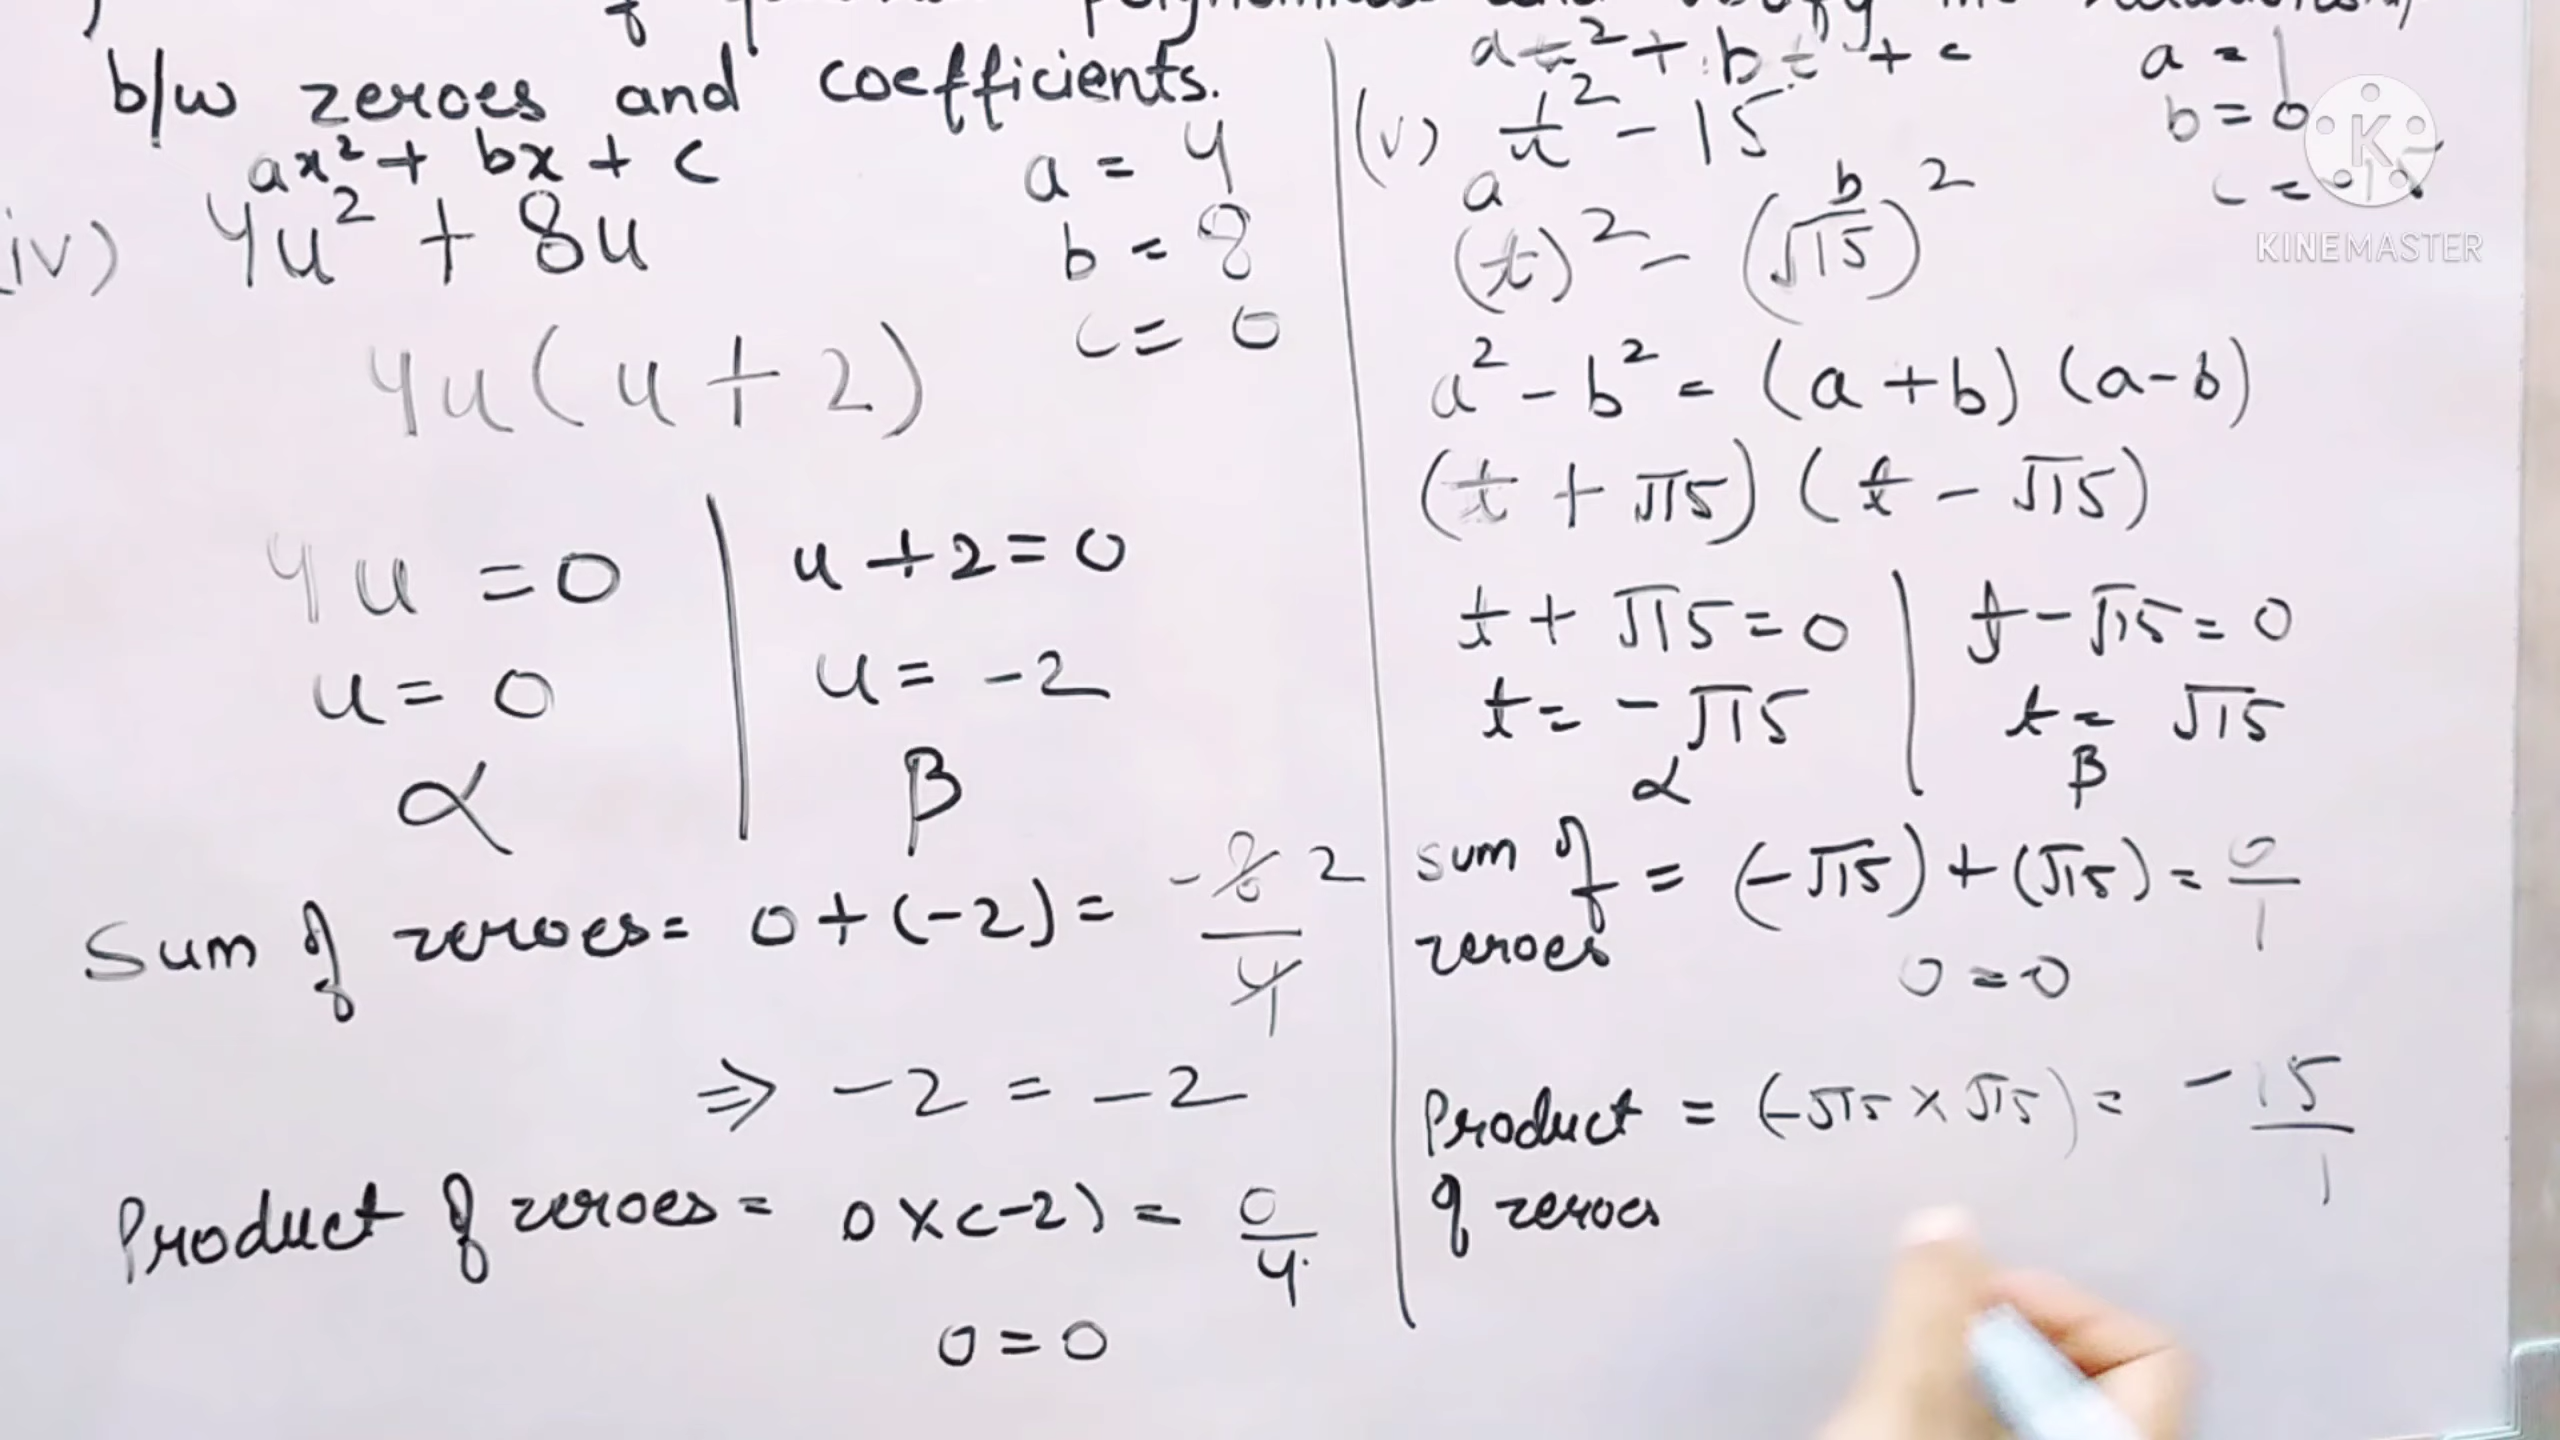 b/w zeroes and coefficients.
ax² + bx + c
(iv) 4u² + 8u
a = 4
b = 8
c = 0
4u(u+2)
4u = 0 | u + 2 = 0
u = 0 | u = -2
α | β
Sum of zeroes = 0 + (-2) = -8/4 2
⇒ -2 = -2
Product of zeroes = 0 x (-2) = 0/4
0 = 0
at² + bt + c
a = 1
b = 0
(v) t² - 15
a b
(t)² - (√15)²
a² - b² = (a+b) (a-b)
(t + √15) (t - √15)
t + √15 = 0 | t - √15 = 0
t = -√15 | t = √15
α | β
Sum of zeroes = (-√15) + (√15) = 0/1
0 = 0
Product of zeroes = (-√15 x √15) = -15/1
K
KINEMASTER